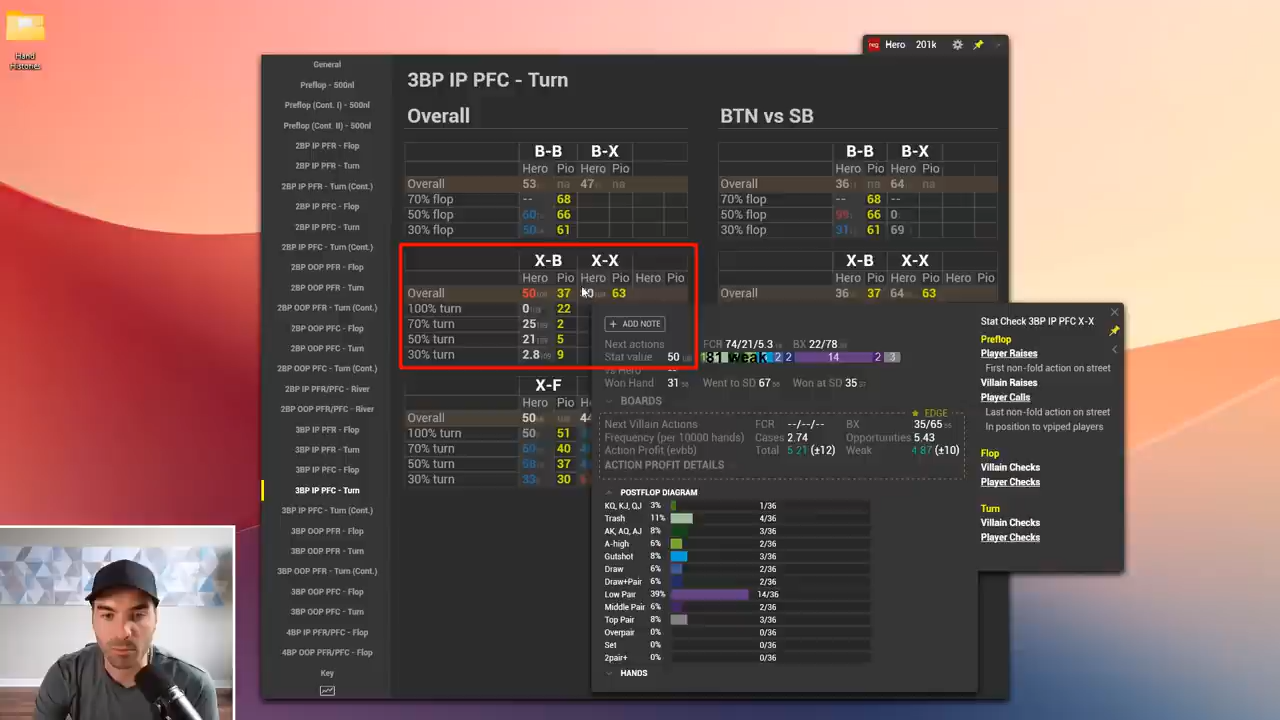 Hand
Histories
Hero 201k
General
Preflop - 500nl
Preflop (Cont. I) - 500nl
Preflop (Cont. II) - 500nl
2BP IP PFR - Flop
2BP IP PFR - Turn
2BP IP PFR - Turn (Cont.)
2BP IP PFC - Flop
2BP IP PFC - Turn
2BP IP PFC - Turn (Cont.)
2BP OOP PFR - Flop
2BP OOP PFR - Turn
2BP OOP PFR - Turn (Cont.)
2BP OOP PFC - Flop
2BP OOP PFC - Turn
2BP OOP PFC - Turn (Cont.)
2BP IP PFR/PFC - River
2BP OOP PFR/PFC - River
3BP IP PFR - Flop
3BP IP PFR - Turn
3BP IP PFC - Flop
3BP IP PFC - Turn
3BP IP PFC - Turn (Cont.)
3BP OOP PFR - Flop
3BP OOP PFR - Turn
3BP OOP PFR - Turn (Cont.)
3BP OOP PFC - Flop
3BP OOP PFC - Turn
4BP IP PFR/PFC - Flop
4BP OOP PFR/PFC - Flop
Key
3BP IP PFC - Turn
Overall
B-B B-X
Hero Pio Hero Pio
Overall 53 na 47 na
70% flop -- 68
50% flop 60 66
30% flop 50 61
X-B X-X
Hero Pio Hero Pio Hero Pio
Overall 50 37 63
100% turn 0 22
70% turn 25 2
50% turn 21 5
30% turn 2.8 9
X-F
Hero Pio
Overall 50 na
100% turn 50 51
70% turn 60 40
50% turn 68 37
30% turn 33 30
BTN vs SB
B-B B-X
Hero Pio Hero Pio
Overall 36 na 64 na
70% flop -- 68
50% flop 66 0
30% flop 31 61 69
X-B X-X
Hero Pio Hero Pio Hero Pio
Overall 36 37 64 63
+ ADD NOTE
Next actions FCR 74/21/5.3 BX 22/78
Stat value 50 81 weak 2 2 14 2 3
vs Hero --
Won Hand 31 Went to SD 67 Won at SD 35
BOARDS
EDGE
Next Villain Actions FCR --/--/-- BX 35/65
Frequency (per 10000 hands) Cases 2.74 Opportunities 5.43
Action Profit (evbb) Total 5.21 (±12) Weak 4.87 (±10)
ACTION PROFIT DETAILS
POSTFLOP DIAGRAM
KQ, KJ, QJ 3% 1/36
Trash 11% 4/36
AK, AQ, AJ 8% 3/36
A-high 6% 2/36
Gutshot 8% 3/36
Draw 6% 2/36
Draw+Pair 6% 2/36
Low Pair 39% 14/36
Middle Pair 6% 2/36
Top Pair 8% 3/36
Overpair 0% 0/36
Set 0% 0/36
2pair+ 0% 0/36
HANDS
Stat Check 3BP IP PFC X-X
Preflop
Player Raises
First non-fold action on street
Villain Raises
Player Calls
Last non-fold action on street
In position to vpiped players
Flop
Villain Checks
Player Checks
Turn
Villain Checks
Player Checks